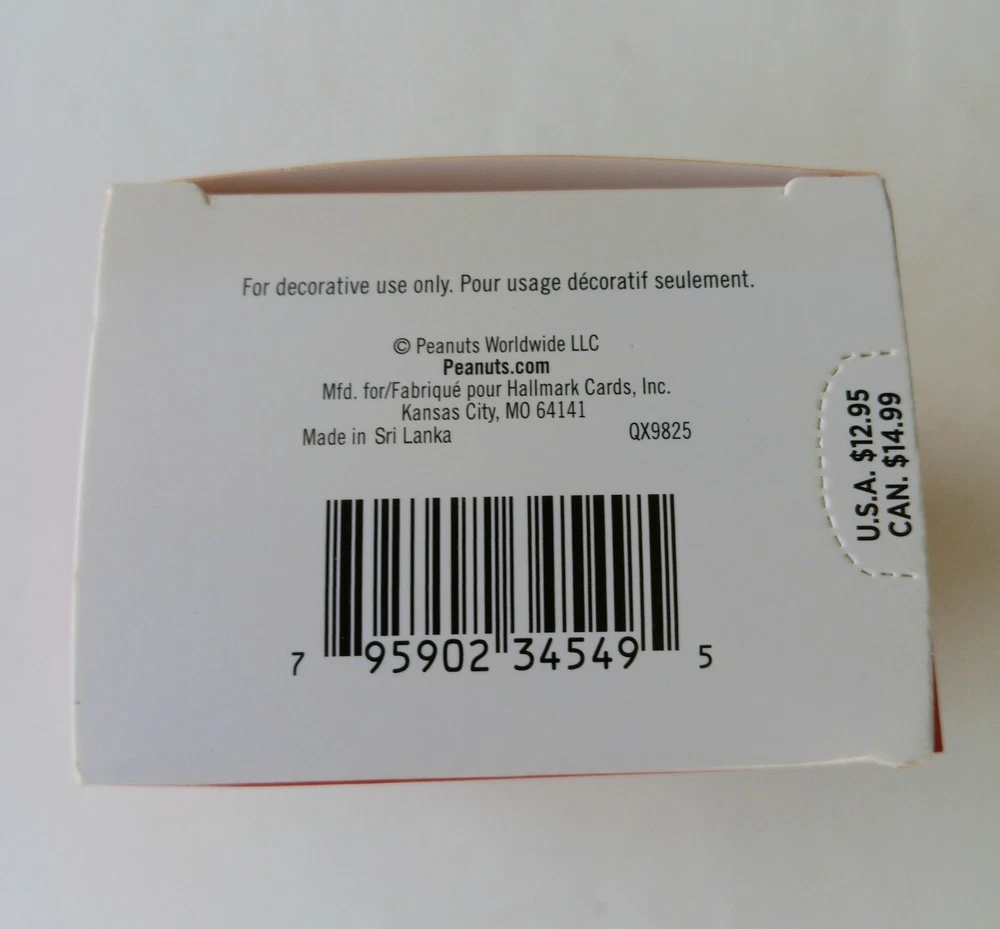 For decorative use only. Pour usage décoratif seulement.
© Peanuts Worldwide LLC
Peanuts.com
Mfd. for/Fabriqué pour Hallmark Cards, Inc.
Kansas City, MO 64141
Made in Sri Lanka QX9825
7 95902 34549 5
U.S.A. $12.95
CAN. $14.99